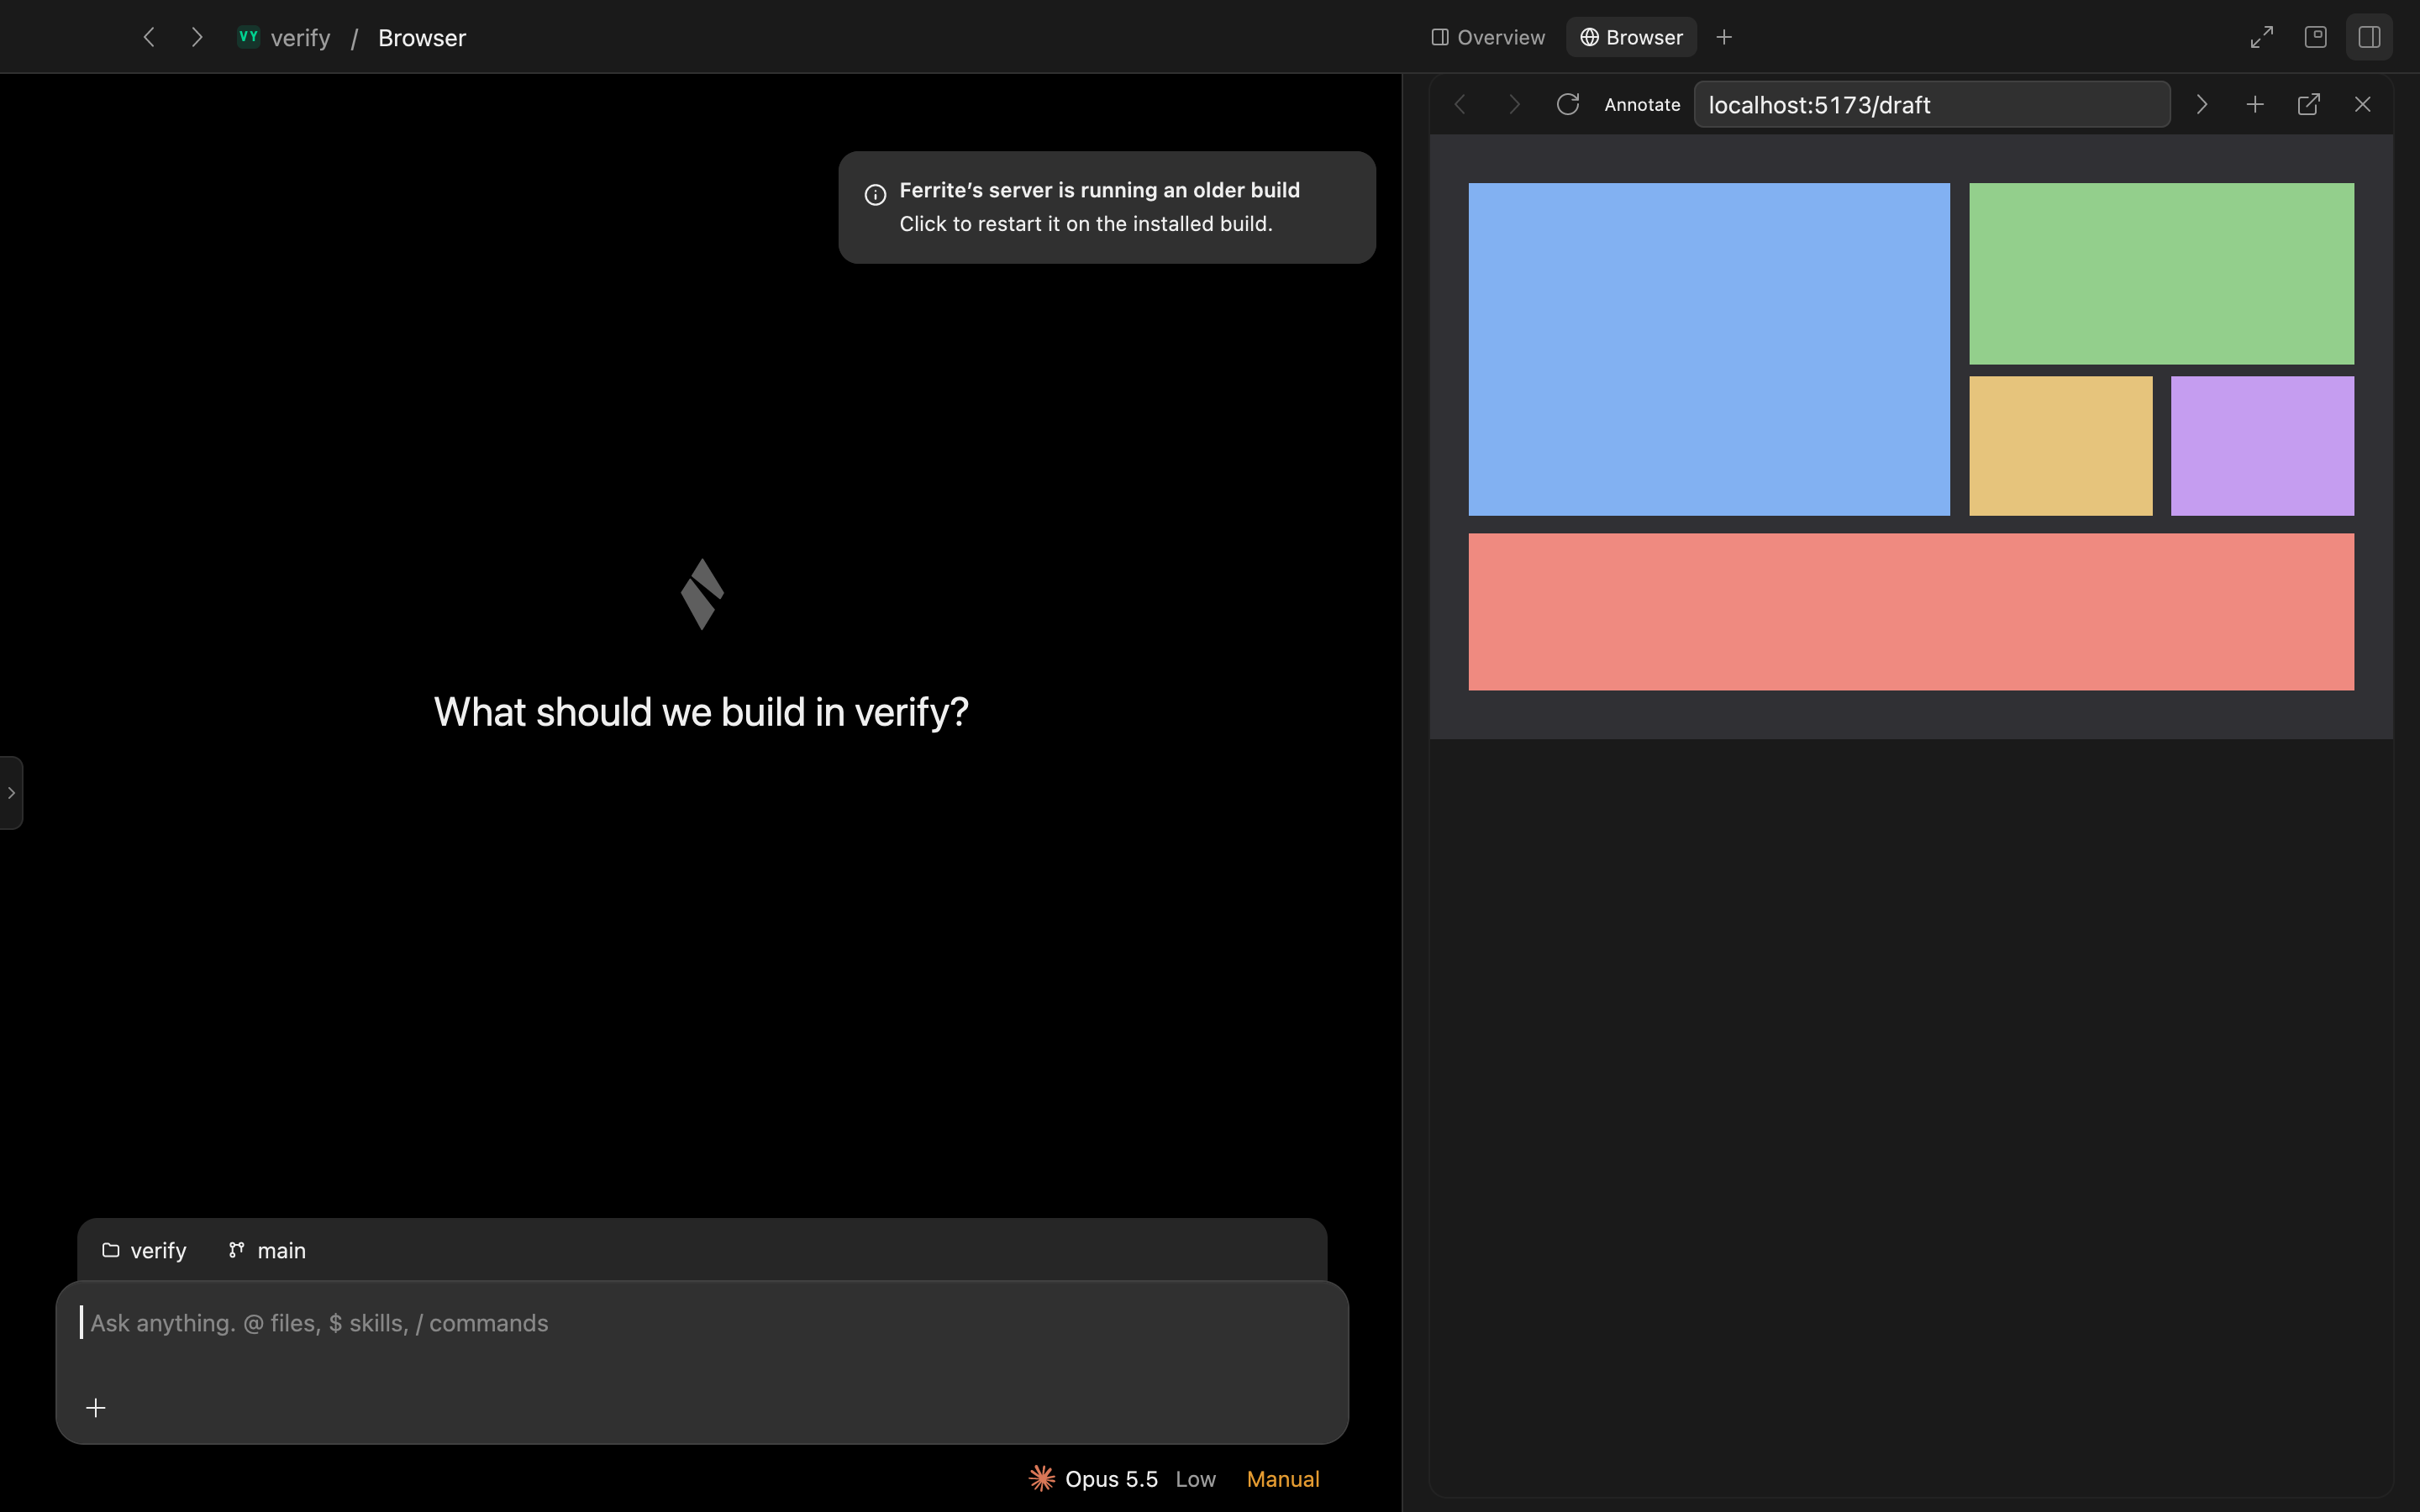 VY verify / Browser
Overview
Browser
Annotate
localhost:5173/draft
Ferrite’s server is running an older build
Click to restart it on the installed build.
What should we build in verify?
verify
main
Ask anything. @ files, $ skills, / commands
Opus 5.5 Low Manual